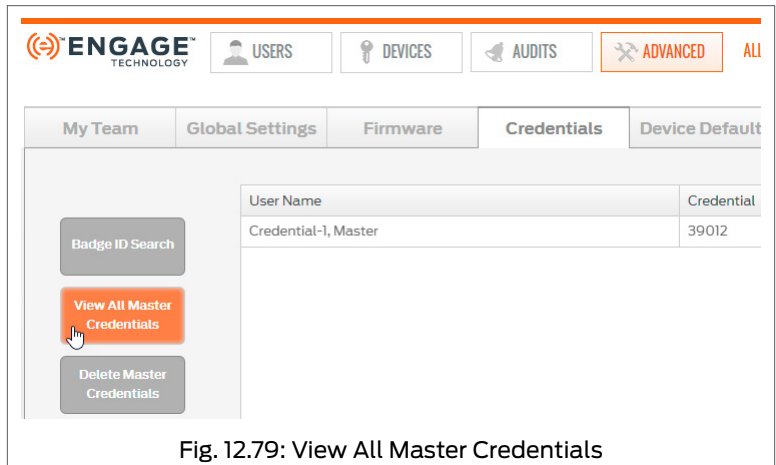 ENGAGE™
TECHNOLOGY
USERS
DEVICES
AUDITS
ADVANCED
ALL
My Team
Global Settings
Firmware
Credentials
Device Default
User Name
Credential
Credential-1, Master
39012
Badge ID Search
View All Master
Credentials
Delete Master
Credentials
Fig. 12.79: View All Master Credentials